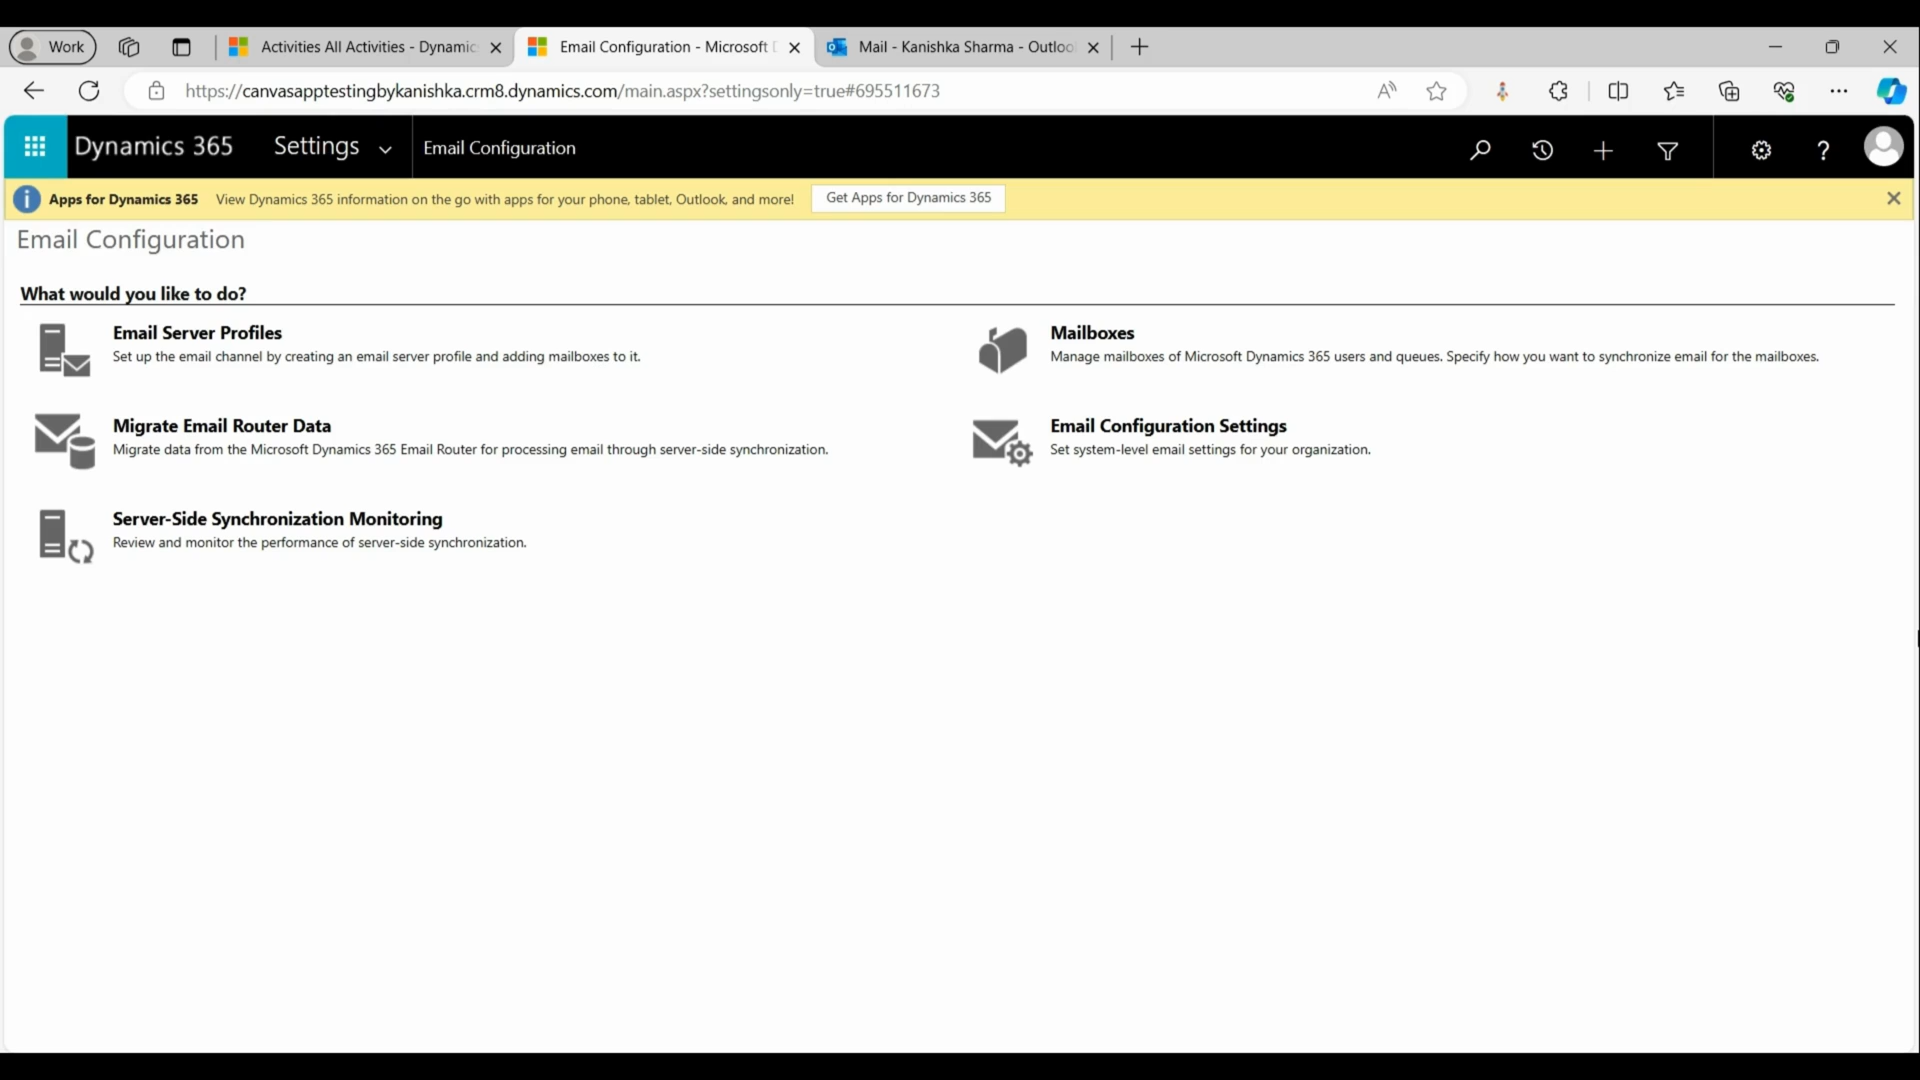 Work
Activities All Activities - Dynamic
Email Configuration - Microsoft D
Mail - Kanishka Sharma - Outloo
https://canvasapptestingbykanishka.crm8.dynamics.com/main.aspx?settingsonly=true#695511673
Dynamics 365
Settings
Email Configuration
Apps for Dynamics 365 View Dynamics 365 information on the go with apps for your phone, tablet, Outlook, and more! Get Apps for Dynamics 365
Email Configuration
What would you like to do?
Email Server Profiles
Set up the email channel by creating an email server profile and adding mailboxes to it.
Mailboxes
Manage mailboxes of Microsoft Dynamics 365 users and queues. Specify how you want to synchronize email for the mailboxes.
Migrate Email Router Data
Migrate data from the Microsoft Dynamics 365 Email Router for processing email through server-side synchronization.
Email Configuration Settings
Set system-level email settings for your organization.
Server-Side Synchronization Monitoring
Review and monitor the performance of server-side synchronization.